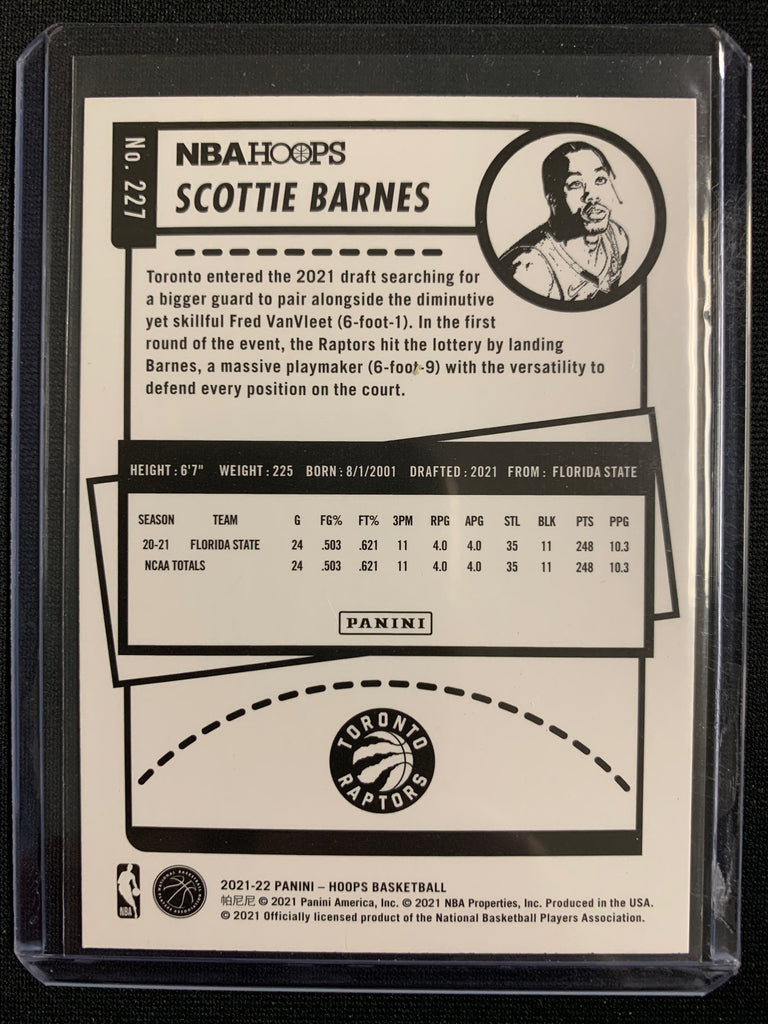 No. 227
NBA HOOPS
SCOTTIE BARNES
Toronto entered the 2021 draft searching for
a bigger guard to pair alongside the diminutive
yet skillful Fred VanVleet (6-foot-1). In the first
round of the event, the Raptors hit the lottery by landing
Barnes, a massive playmaker (6-foot-9) with the versatility to
defend every position on the court.
HEIGHT : 6'7" WEIGHT : 225 BORN : 8/1/2001 DRAFTED : 2021 FROM : FLORIDA STATE
SEASON TEAM G FG% FT% 3PM RPG APG STL BLK PTS PPG
20-21 FLORIDA STATE 24 .503 .621 11 4.0 4.0 35 11 248 10.3
NCAA TOTALS 24 .503 .621 11 4.0 4.0 35 11 248 10.3
PANINI
TORONTO
RAPTORS
NBA
NATIONAL BASKETBALL
PLAYERS ASSOCIATION
2021-22 PANINI – HOOPS BASKETBALL
帕尼尼 © 2021 Panini America, Inc. © 2021 NBA Properties, Inc. Produced in the USA.
© 2021 Officially licensed product of the National Basketball Players Association.